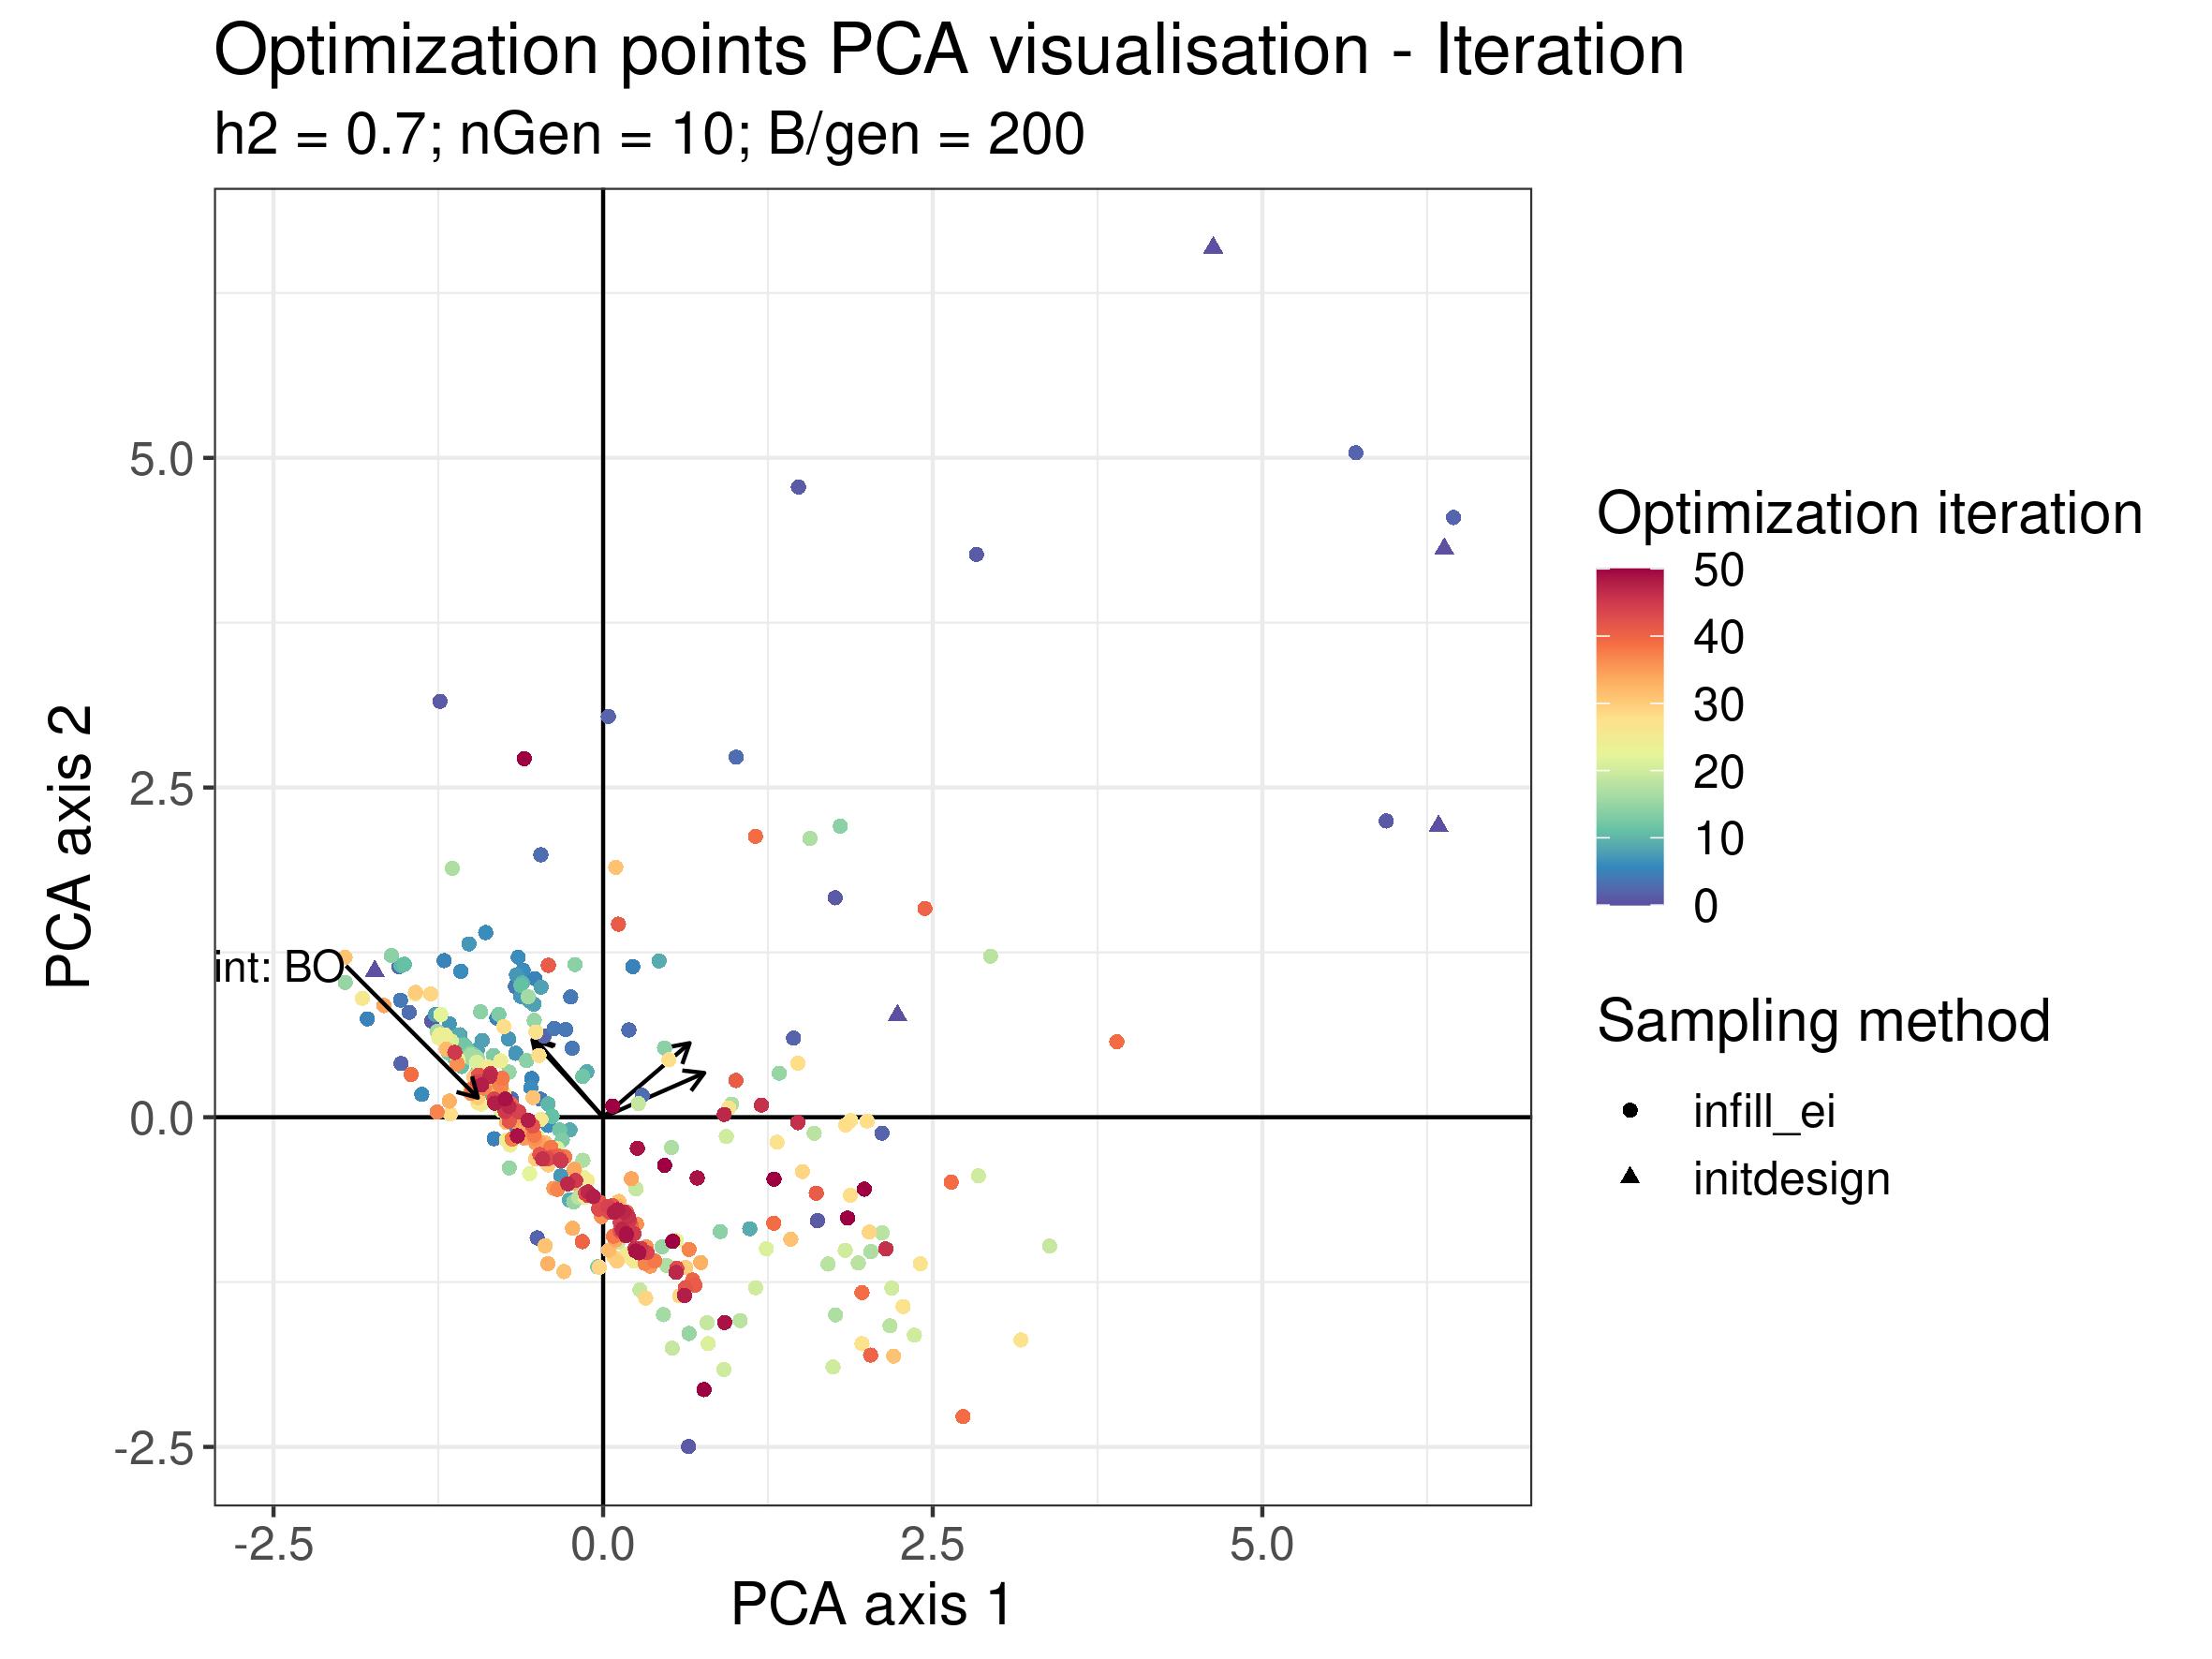 Optimization points PCA visualisation - Iteration
h2 = 0.7; nGen = 10; B/gen = 200
PCA axis 2
5.0
2.5
0.0
-2.5
int: BO
-2.5
0.0
2.5
5.0
PCA axis 1
Optimization iteration
50
40
30
20
10
0
Sampling method
infill_ei
initdesign